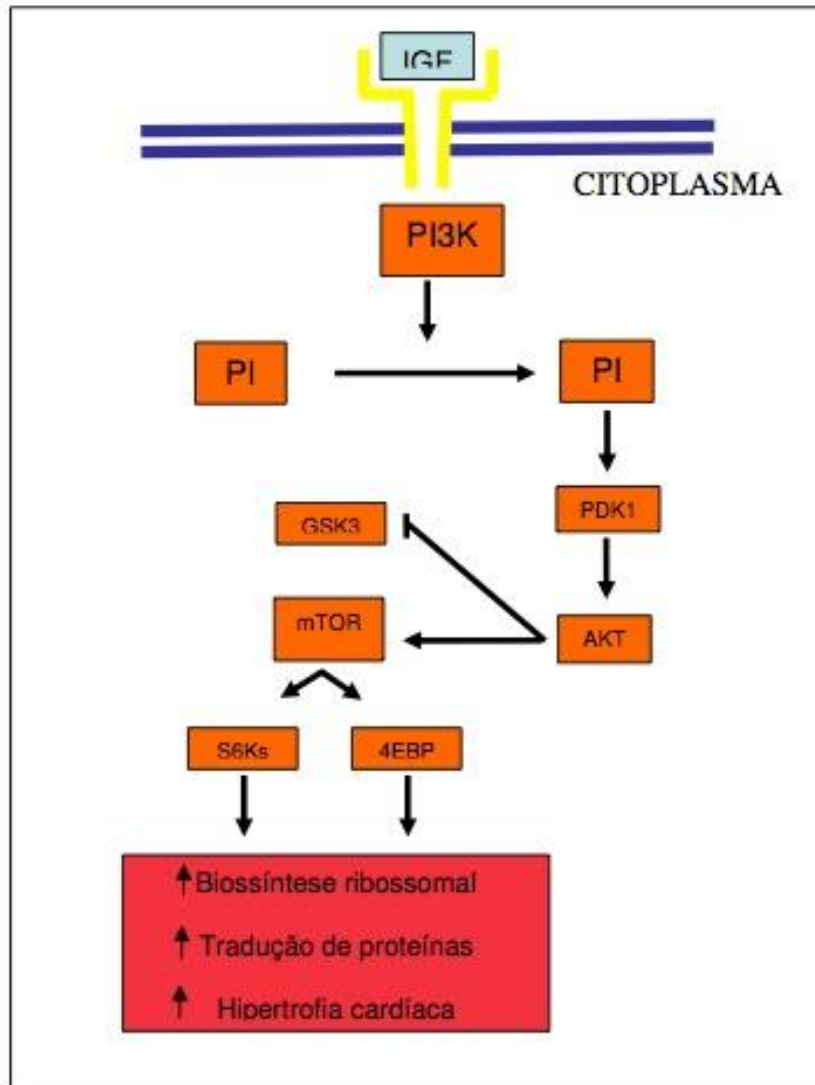 IGF
CITOPLASMA
PI3K
PI
PI
GSK3
PDK1
mTOR
AKT
S6Ks
4EBP
Biossíntese ribossomal
Tradução de proteínas
Hipertrofia cardíaca